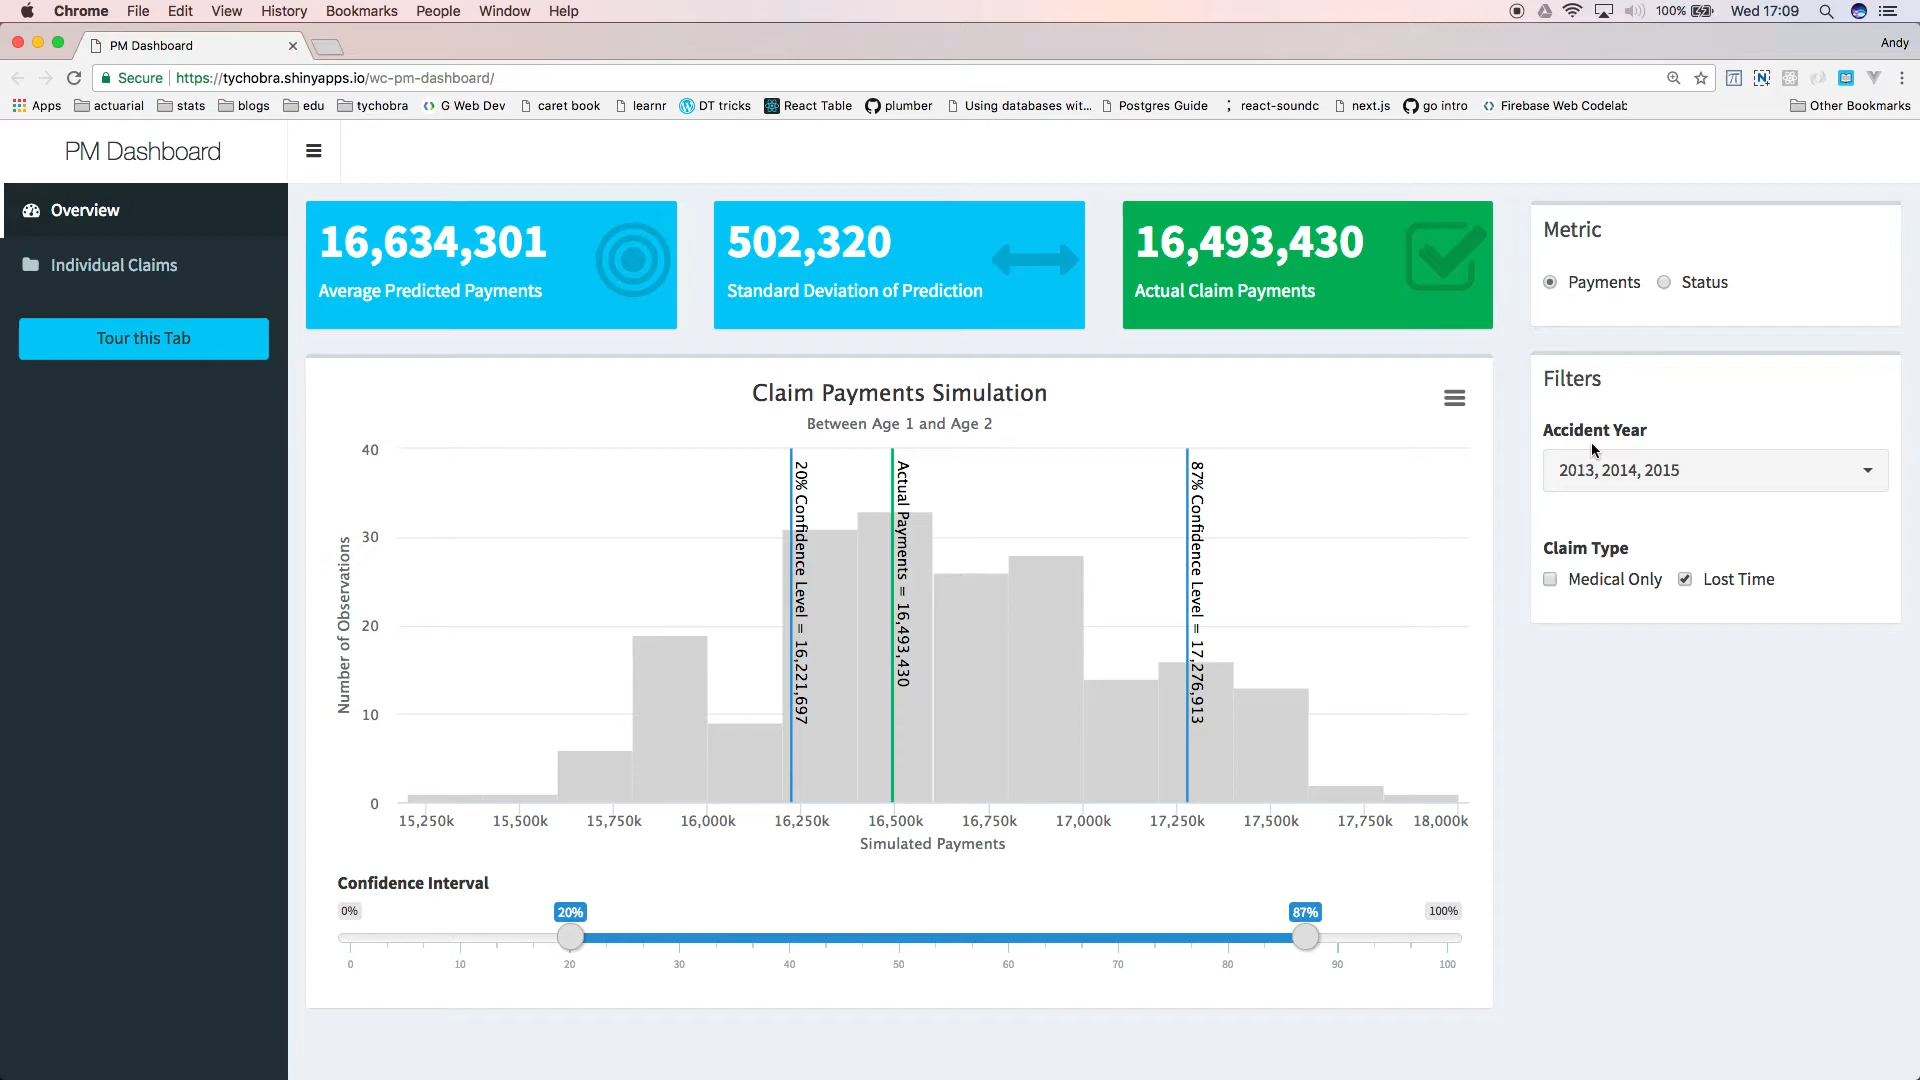 Chrome File Edit View History Bookmarks People Window Help 100% Wed 17:09
PM Dashboard Andy
Secure https://tychobra.shinyapps.io/wc-pm-dashboard/
Apps actuarial stats blogs edu tychobra G Web Dev caret book learnr DT tricks React Table plumber Using databases wit... Postgres Guide react-soundc next.js go intro Firebase Web Codelab Other Bookmarks
PM Dashboard
Overview
Individual Claims
Tour this Tab
16,634,301
Average Predicted Payments
502,320
Standard Deviation of Prediction
16,493,430
Actual Claim Payments
Metric
Payments Status
Filters
Accident Year
2013, 2014, 2015
Claim Type
Medical Only Lost Time
Claim Payments Simulation
Between Age 1 and Age 2
Number of Observations
40
30
20
10
0
20% Confidence Level = 16,221,697
Actual Payments = 16,493,430
87% Confidence Level = 17,276,913
15,250k 15,500k 15,750k 16,000k 16,250k 16,500k 16,750k 17,000k 17,250k 17,500k 17,750k 18,000k
Simulated Payments
Confidence Interval
0% 20% 87% 100%
0 10 20 30 40 50 60 70 80 90 100